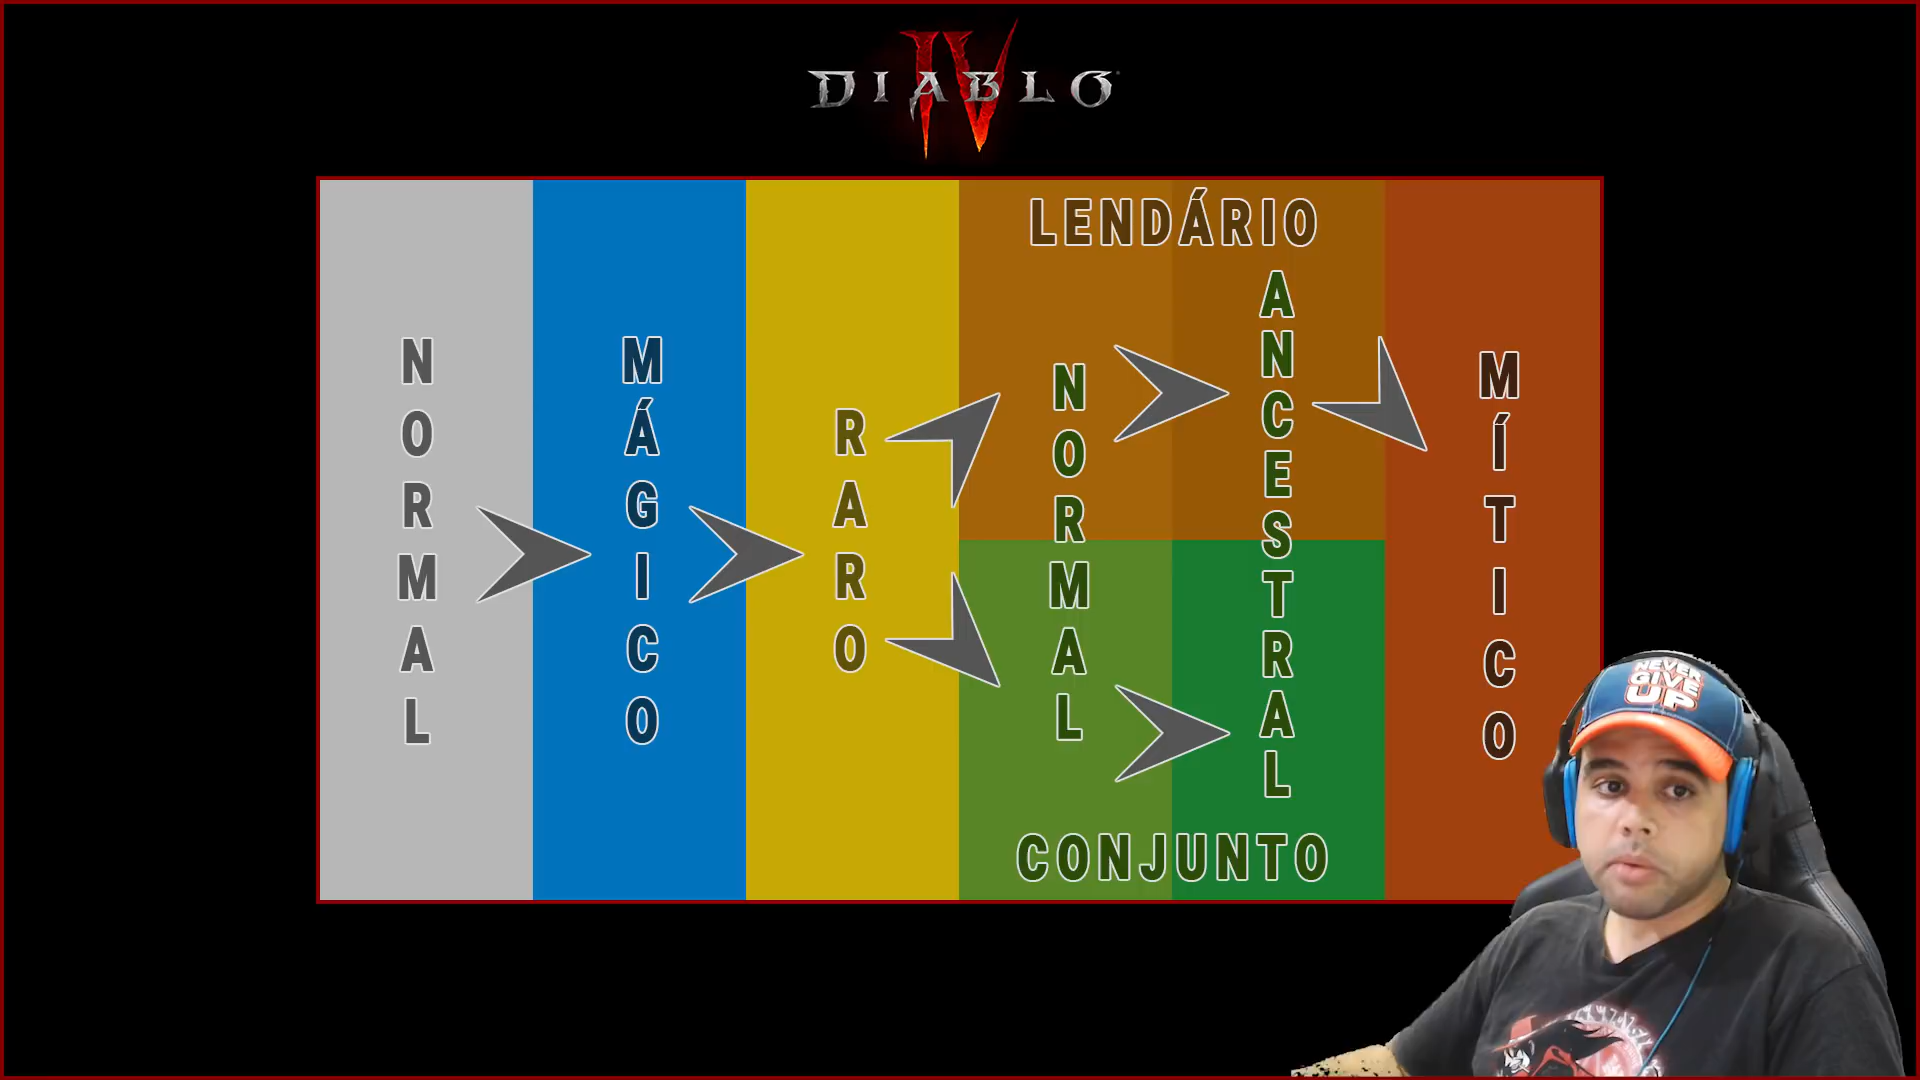 DIABLO
IV
LENDÁRIO
NORMAL
MÁGICO
RARO
NORMAL
ANCESTRAL
MÍTICO
CONJUNTO
NEVER
GIVE
UP